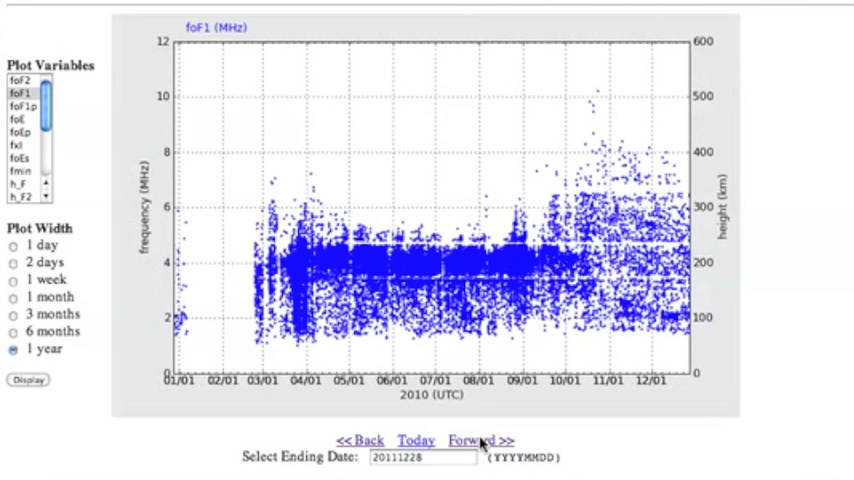 foF1 (MHz)
Plot Variables
foF2
foF1
foF1p
foE
foEp
fxI
foEs
fmin
h_F
h_F2
Plot Width
1 day
2 days
1 week
1 month
3 months
6 months
1 year
Display
frequency (MHz)
12
10
8
6
4
2
0
600
500
400
300
200
100
0
height (km)
01/01 02/01 03/01 04/01 05/01 06/01 07/01 08/01 09/01 10/01 11/01 12/01
2010 (UTC)
<<Back Today Forward >>
Select Ending Date: 20111228 (YYYYMMDD)